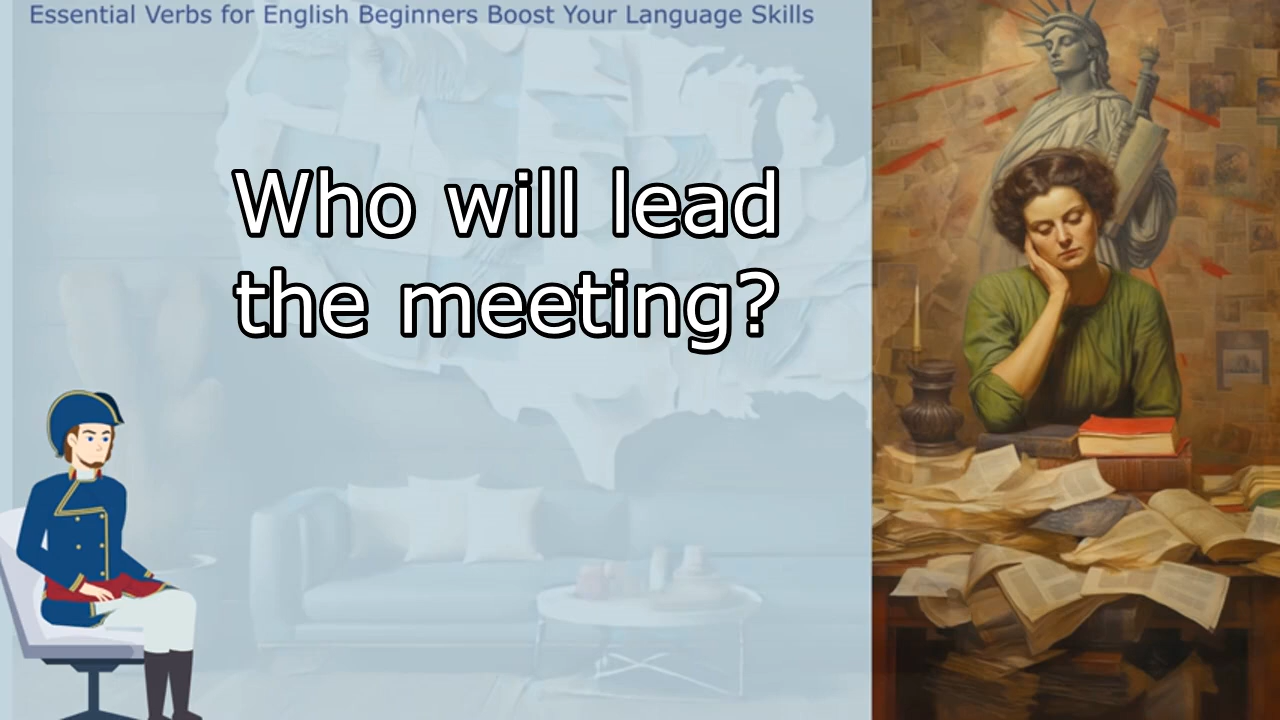 Essential Verbs for English Beginners Boost Your Language Skills
Who will lead
the meeting?